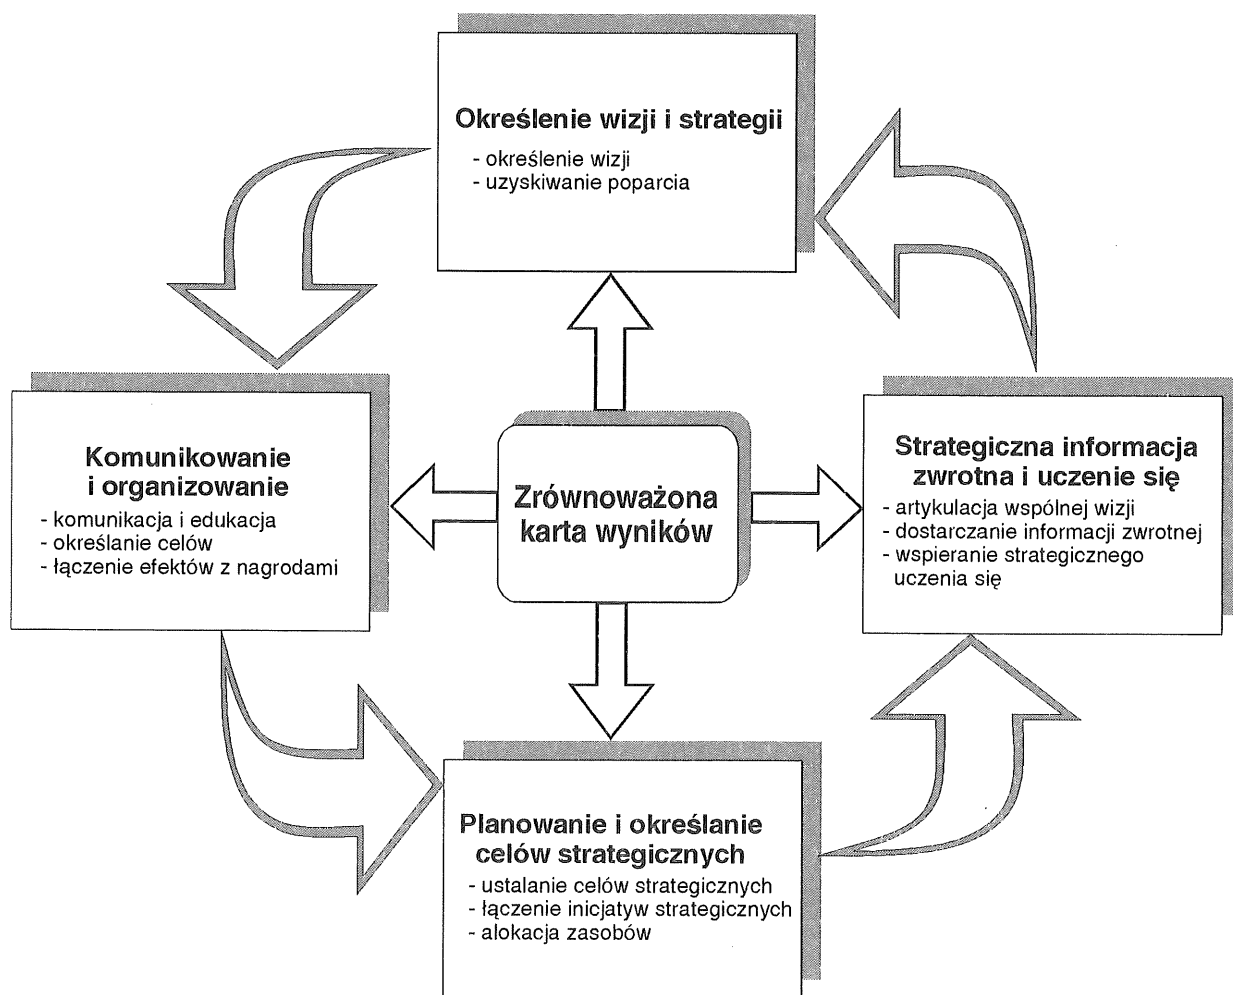 Określenie wizji i strategii
- określenie wizji
- uzyskiwanie poparcia
Komunikowanie
i organizowanie
- komunikacja i edukacja
- określanie celów
- łączenie efektów z nagrodami
Zrównoważona
karta wyników
Strategiczna informacja
zwrotna i uczenie się
- artykulacja wspólnej wizji
- dostarczanie informacji zwrotnej
- wspieranie strategicznego
uczenia się
Planowanie i określanie
celów strategicznych
- ustalanie celów strategicznych
- łączenie inicjatyw strategicznych
- alokacja zasobów